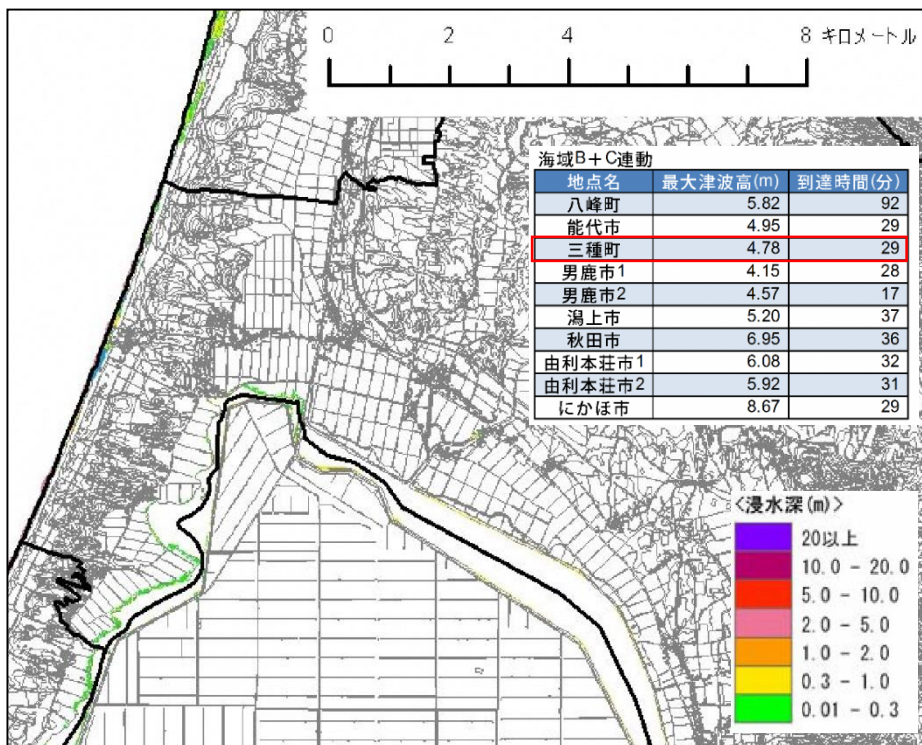 0 2 4 8 キロメートル
海域B+C連動
地点名 最大津波高(m) 到達時間(分)
八峰町 5.82 92
能代市 4.95 29
三種町 4.78 29
男鹿市1 4.15 28
男鹿市2 4.57 17
潟上市 5.20 37
秋田市 6.95 36
由利本荘市1 6.08 32
由利本荘市2 5.92 31
にかほ市 8.67 29
<浸水深(m)>
20以上
10.0 - 20.0
5.0 - 10.0
2.0 - 5.0
1.0 - 2.0
0.3 - 1.0
0.01 - 0.3